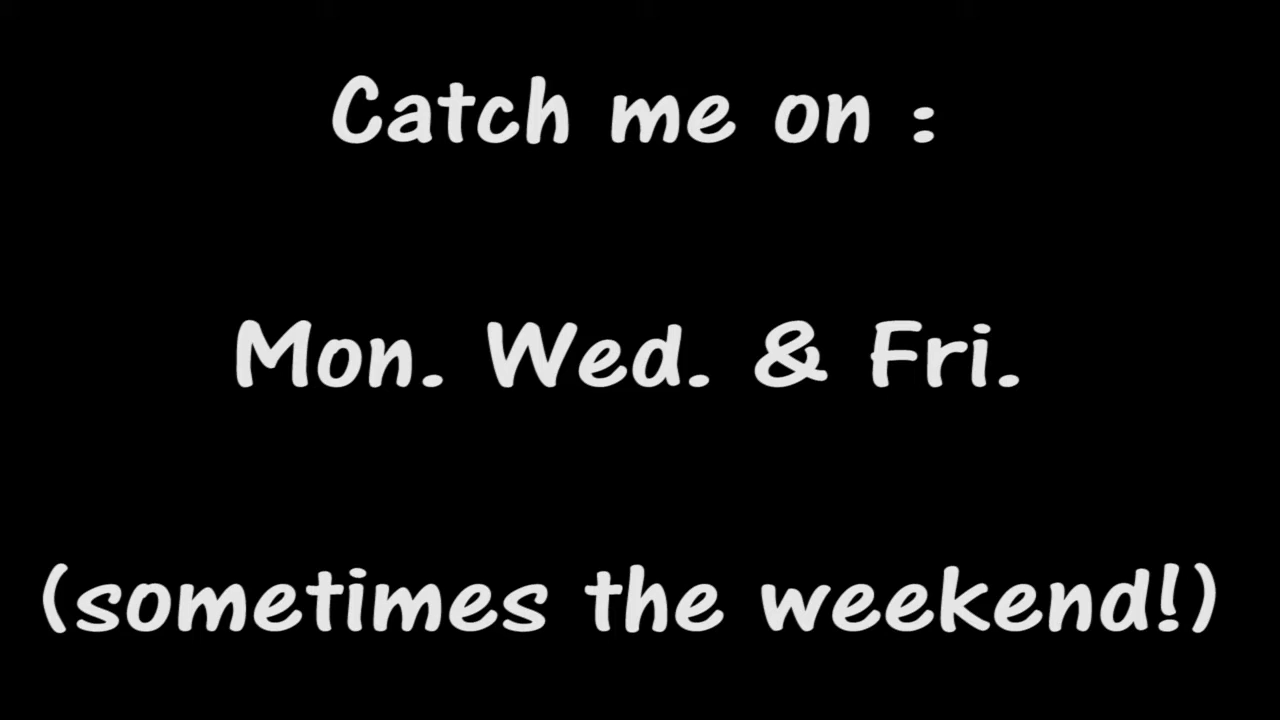 Catch me on :
Mon. Wed. & Fri.
(sometimes the weekend!)